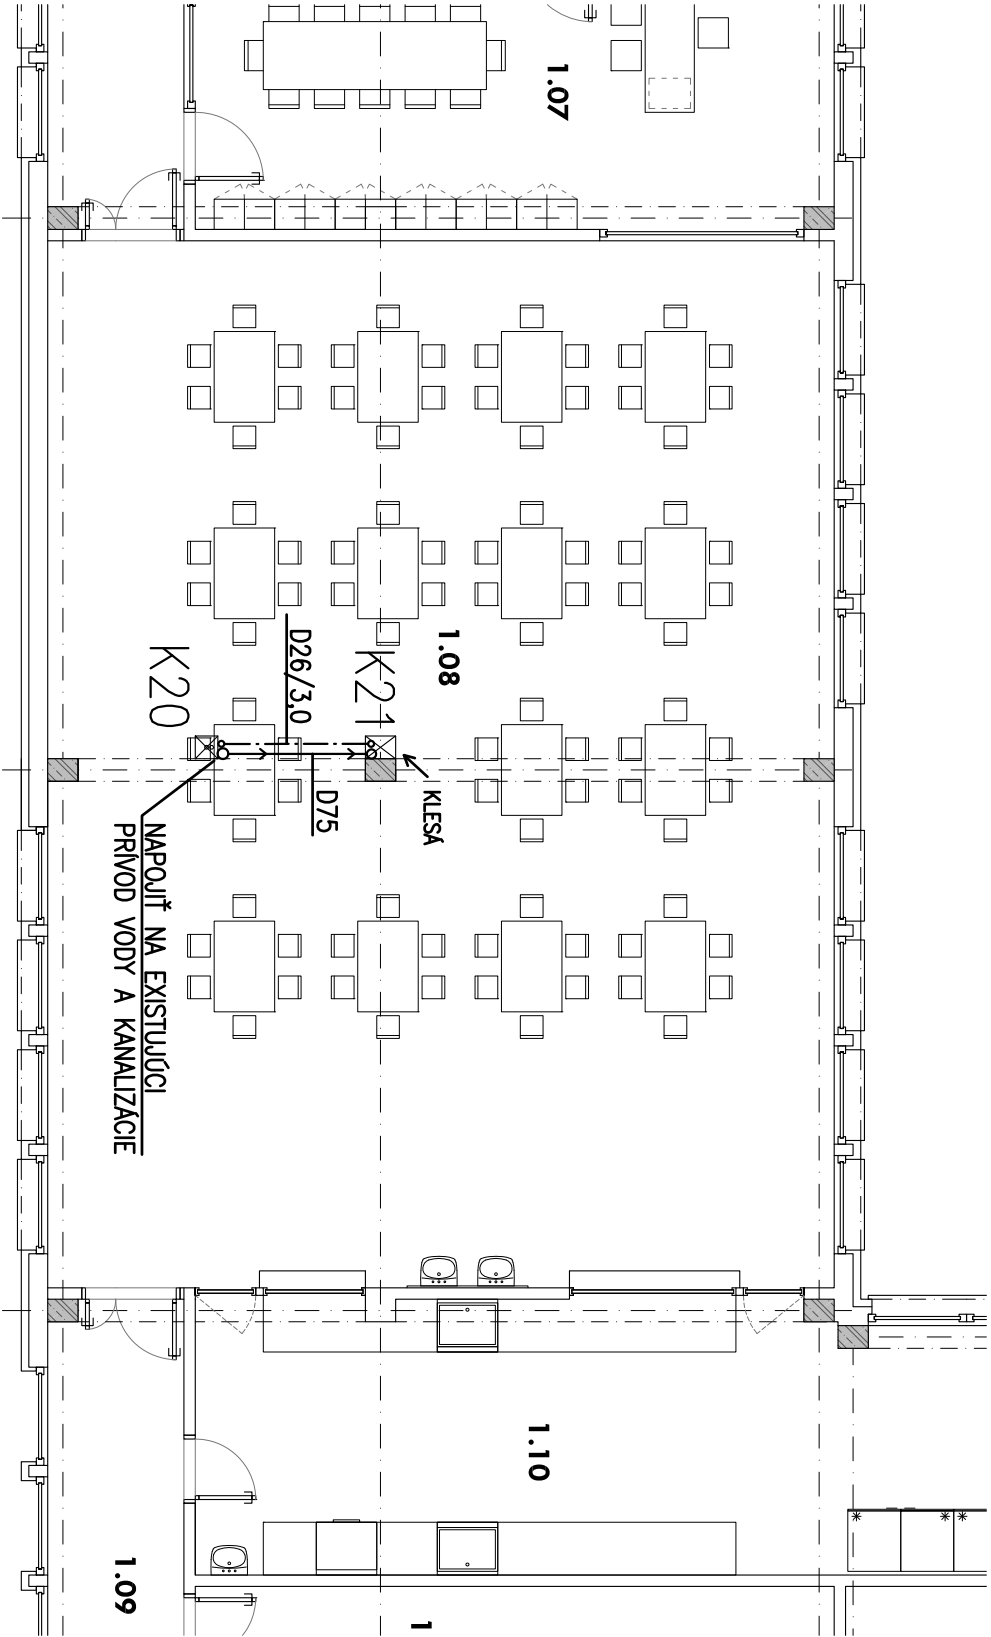 1.07
1.08
K21
D26/3,0
K20
D75
KLESÁ
NAPOJIŤ NA EXISTUJÚCI
PRÍVOD VODY A KANALIZÁCIE
1.10
1.09
1